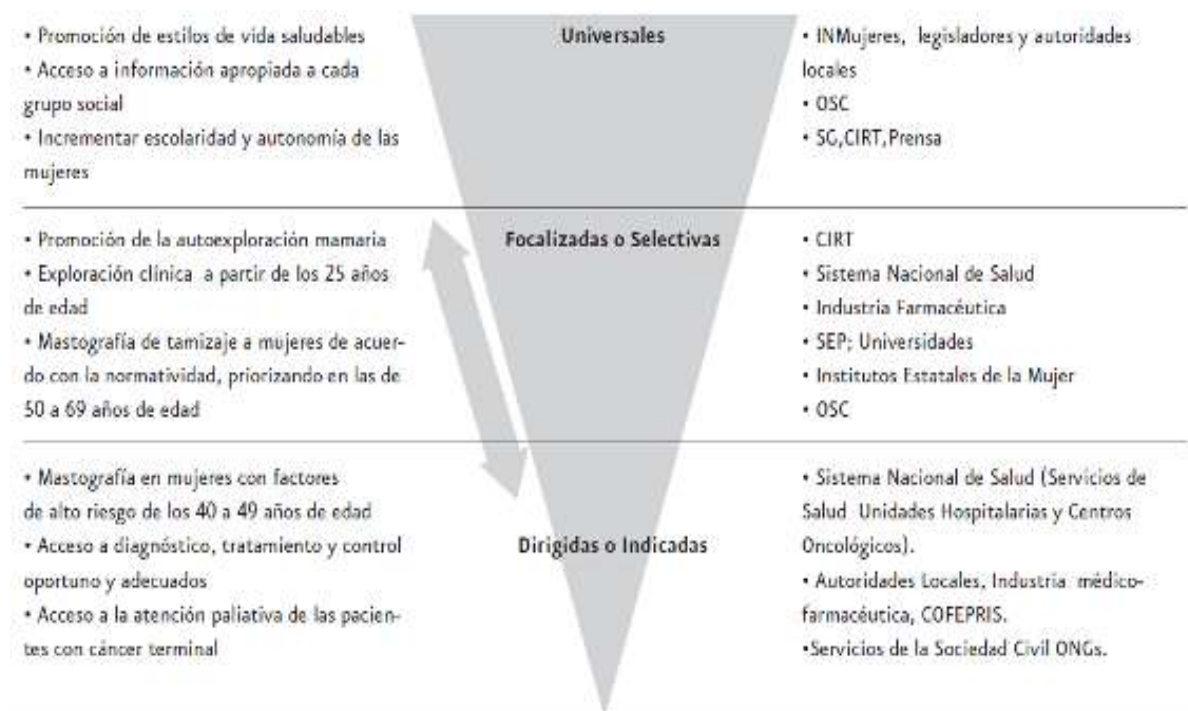 • Promoción de estilos de vida saludables
• Acceso a información apropiada a cada
grupo social
• Incrementar escolaridad y autonomía de las
mujeres
Universales
• INMujeres, legisladores y autoridades
locales
• OSC
• SG,CIRT,Prensa
• Promoción de la autoexploración mamaria
• Exploración clínica a partir de los 25 años
de edad
• Mastografía de tamizaje a mujeres de acuer-
do con la normatividad, priorizando en las de
50 a 69 años de edad
Focalizadas o Selectivas
• CIRT
• Sistema Nacional de Salud
• Industria Farmacéutica
• SEP; Universidades
• Institutos Estatales de la Mujer
• OSC
• Mastografía en mujeres con factores
de alto riesgo de los 40 a 49 años de edad
• Acceso a diagnóstico, tratamiento y control
oportuno y adecuados
• Acceso a la atención paliativa de las pacien-
tes con cáncer terminal
Dirigidas o Indicadas
• Sistema Nacional de Salud (Servicios de
Salud Unidades Hospitalarias y Centros
Oncológicos).
• Autoridades Locales, Industria médico-
farmacéutica, COFEPRIS.
•Servicios de la Sociedad Civil ONGs.